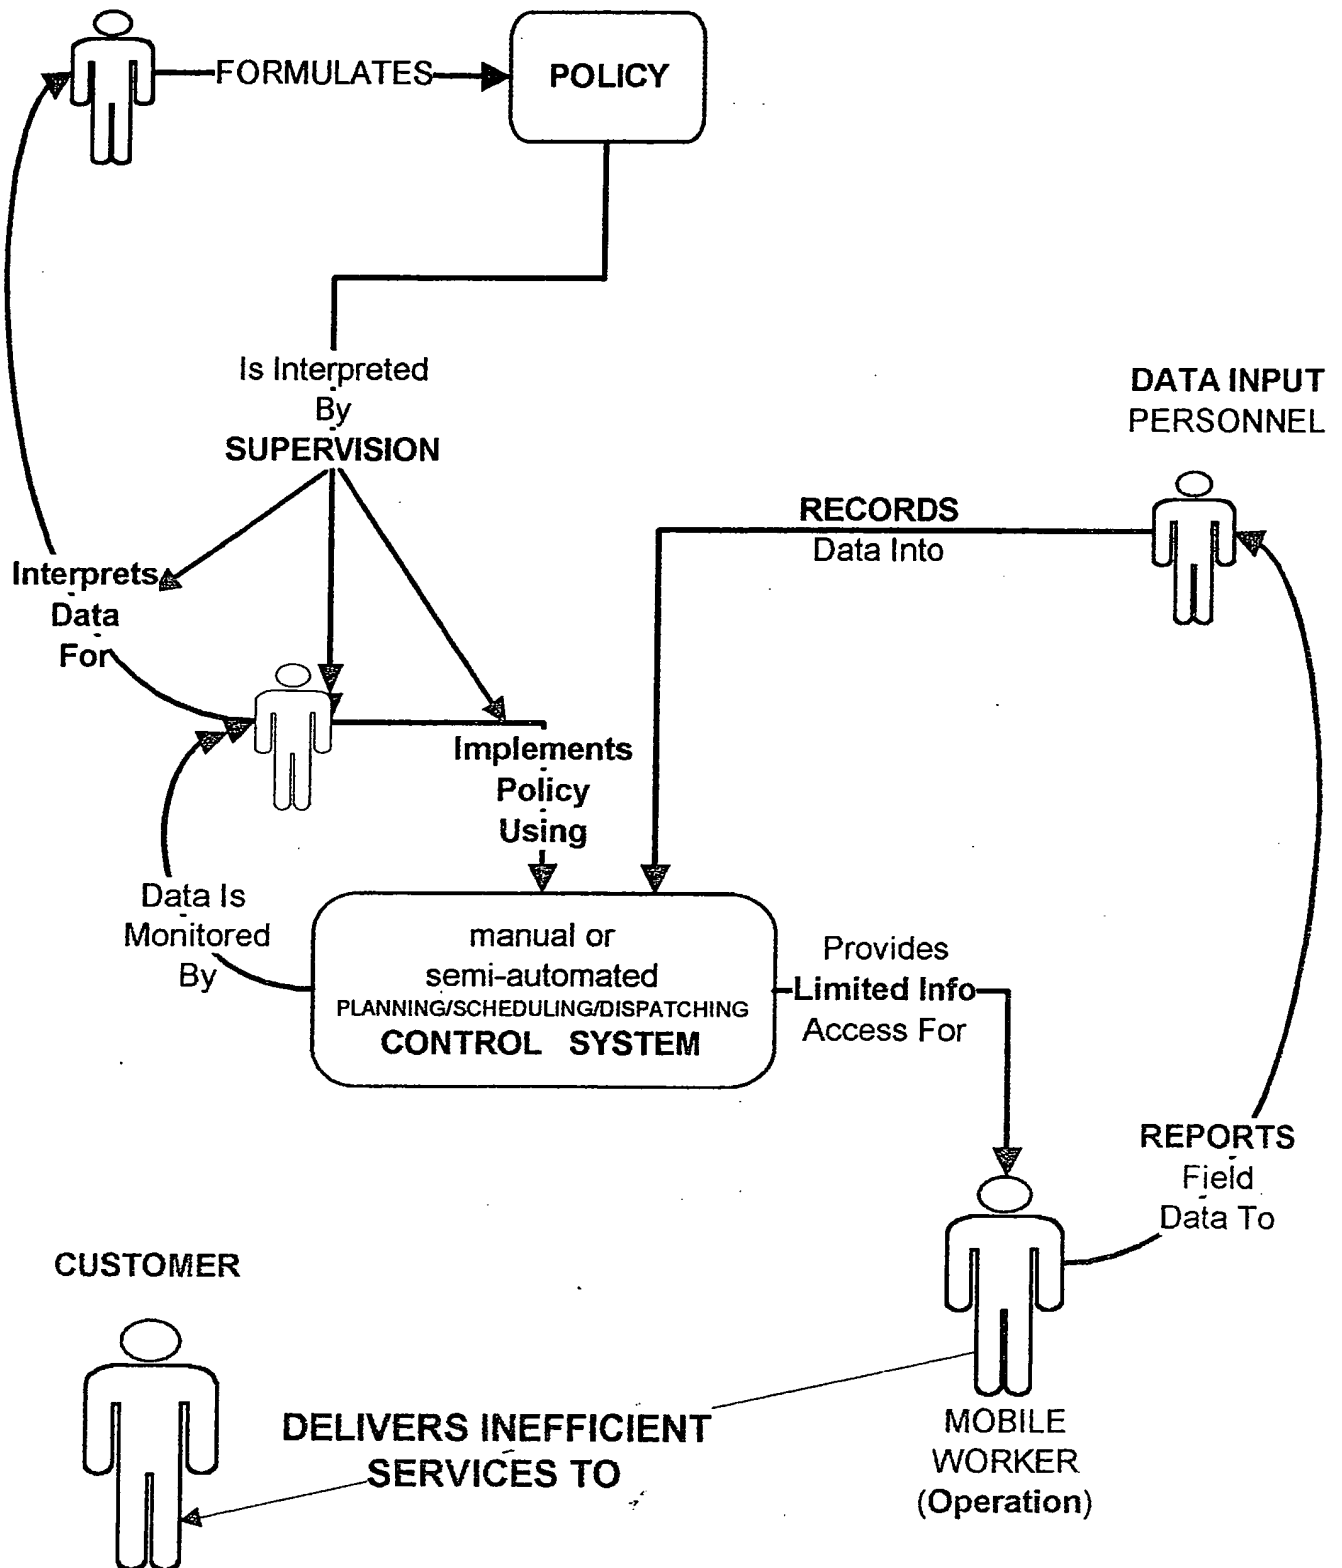 FORMULATES
POLICY
Is Interpreted
By
SUPERVISION
DATA INPUT
PERSONNEL
RECORDS
Data Into
Interprets
Data
For
Implements
Policy
Using
Data Is
Monitored
By
manual or
semi-automated
PLANNING/SCHEDULING/DISPATCHING
CONTROL SYSTEM
Provides
Limited Info
Access For
REPORTS
Field
Data To
CUSTOMER
DELIVERS INEFFICIENT
SERVICES TO
MOBILE
WORKER
(Operation)